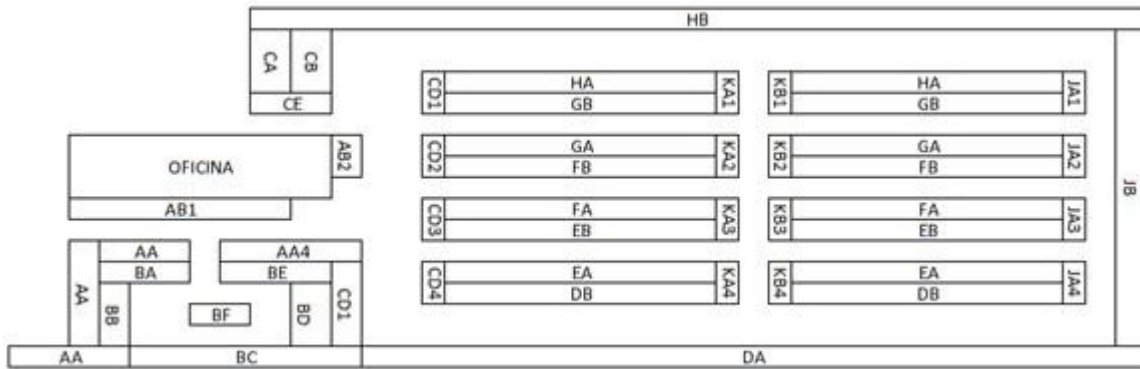 HB
CA CB
CE
CD1 HA KA1 KB1 HA JA1
GB GB
OFICINA AB2 CD2 GA KA2 KB2 GA JA2
FB FB
JB
AB1 CD3 FA KA3 KB3 FA JA3
EB EB
AA AA4
AA BA BE CD1 CD4 EA KA4 KB4 EA JA4
BB BF BD DB DB
AA BC DA